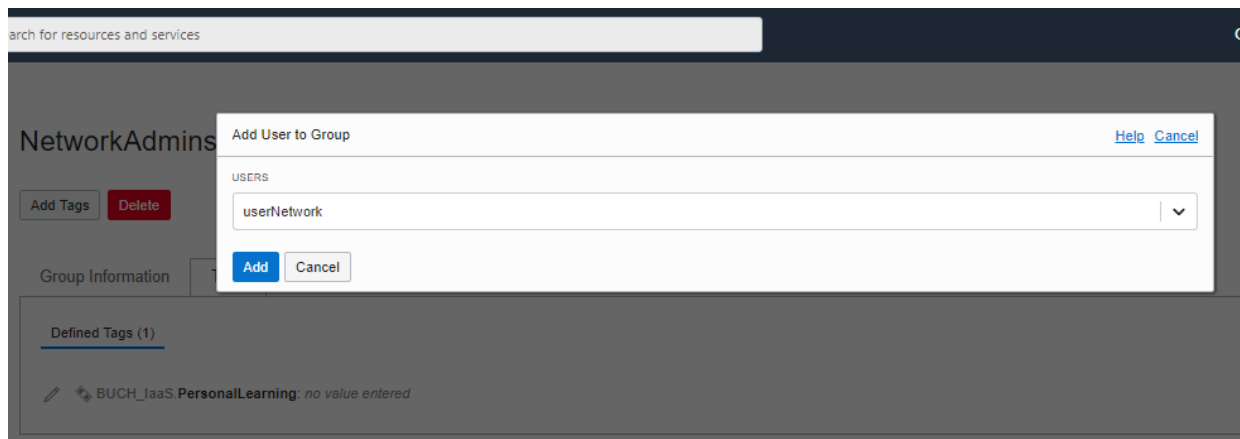 arch for resources and services
NetworkAdmins
Add User to Group
Help Cancel
USERS
userNetwork
Add Tags Delete
Add Cancel
Group Information
Defined Tags (1)
BUCH_IaaS.PersonalLearning: no value entered